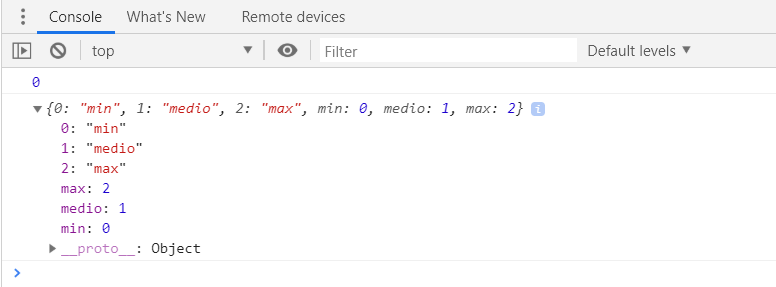 Console What's New Remote devices
top Filter Default levels
0
{0: "min", 1: "medio", 2: "max", min: 0, medio: 1, max: 2} i
0: "min"
1: "medio"
2: "max"
max: 2
medio: 1
min: 0
__proto__: Object